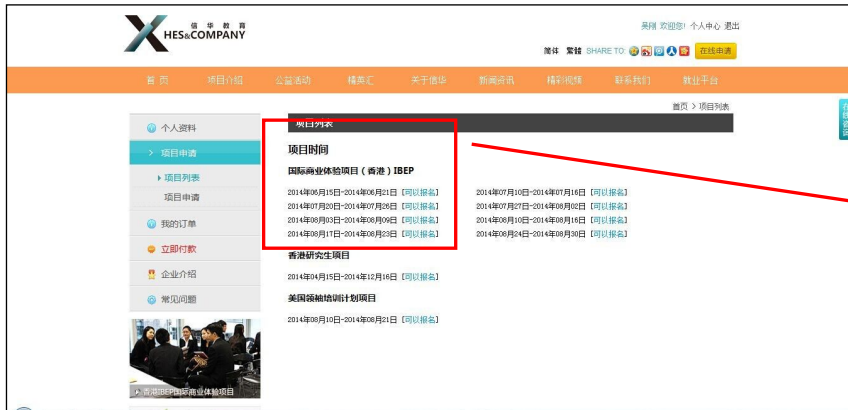 信 华 教 育
HES&COMPANY
吴刚 欢迎您! 个人中心 退出
简体 繁體 SHARE TO: 在线申请
首 页 项目介绍 公益活动 精英汇 关于信华 新闻资讯 精彩视频 联系我们 就业平台
首页 > 项目列表
在线咨询
个人资料
> 项目申请
项目列表
项目申请
我的订单
立即付款
企业介绍
常见问题
香港IBEP国际商业体验项目
项目列表
项目时间
国际商业体验项目（香港）IBEP
2014年06月15日-2014年06月21日 [可以报名] 2014年07月10日-2014年07月16日 [可以报名]
2014年07月20日-2014年07月26日 [可以报名] 2014年07月27日-2014年08月02日 [可以报名]
2014年08月03日-2014年08月09日 [可以报名] 2014年08月10日-2014年08月16日 [可以报名]
2014年08月17日-2014年08月23日 [可以报名] 2014年08月24日-2014年08月30日 [可以报名]
香港研究生项目
2014年04月15日-2014年12月16日 [可以报名]
美国领袖培训计划项目
2014年08月10日-2014年08月21日 [可以报名]